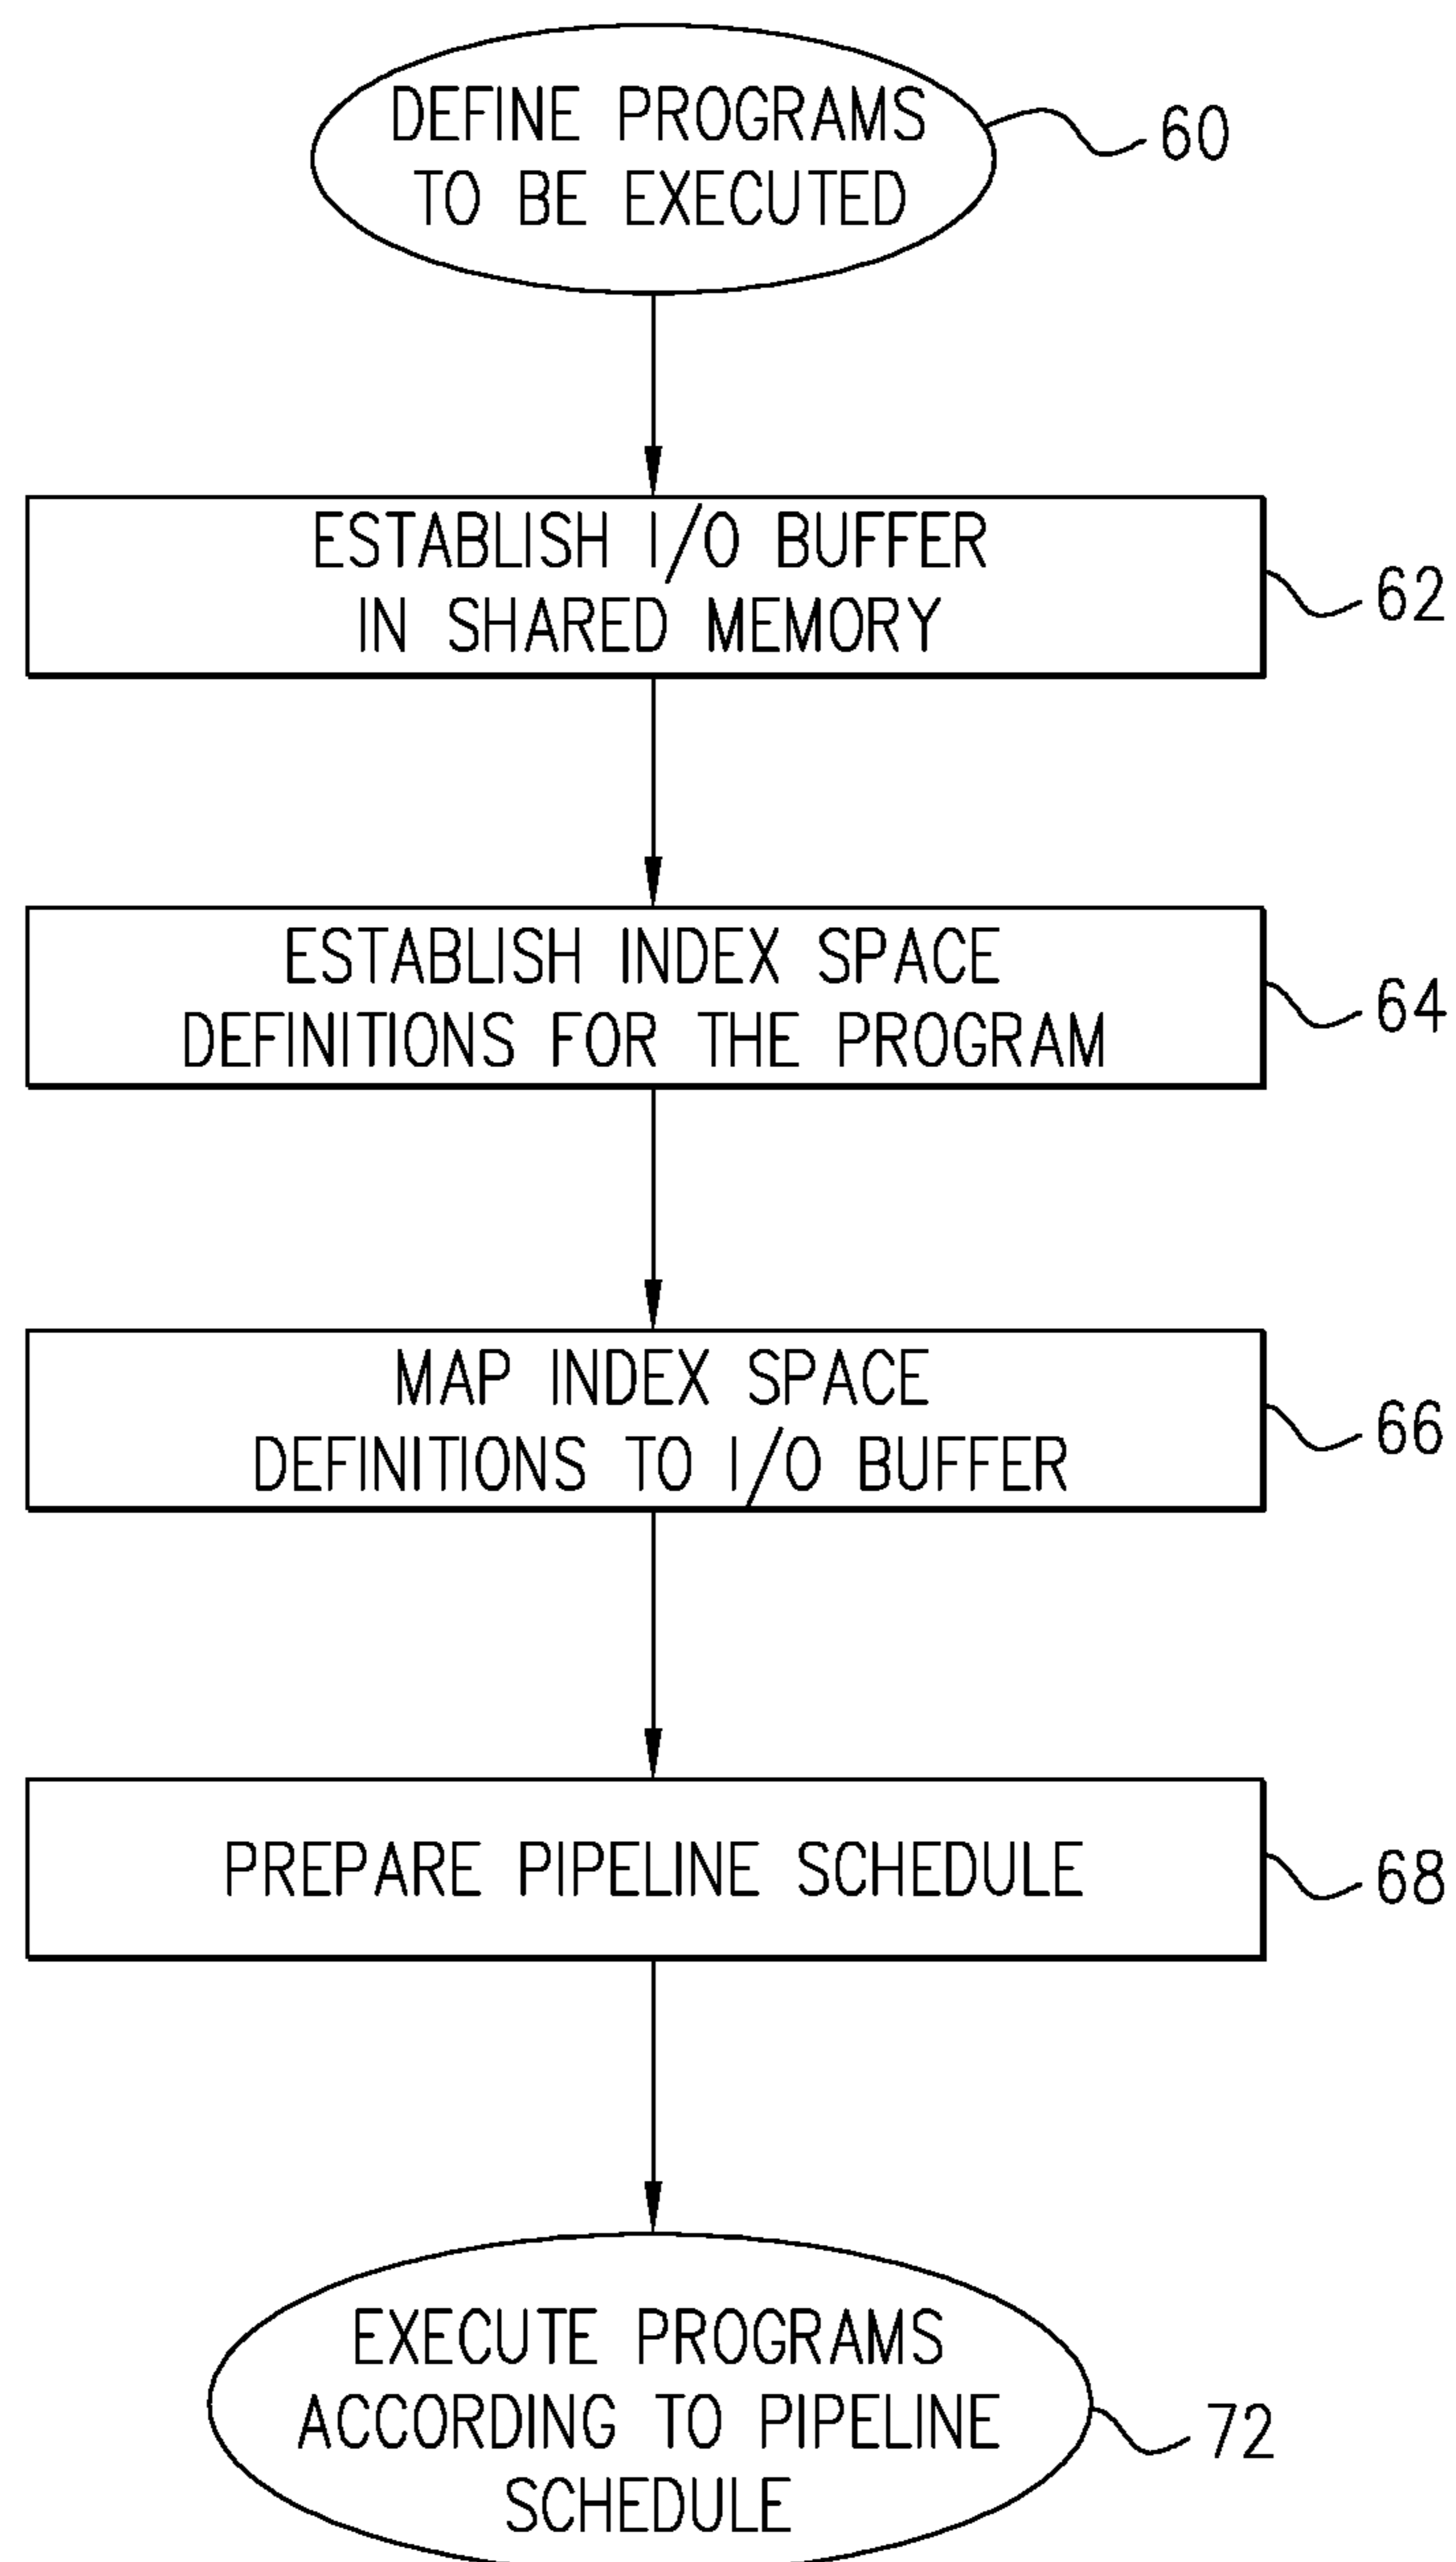 DEFINE PROGRAMS
TO BE EXECUTED
60
ESTABLISH I/O BUFFER
IN SHARED MEMORY
62
ESTABLISH INDEX SPACE
DEFINITIONS FOR THE PROGRAM
64
MAP INDEX SPACE
DEFINITIONS TO I/O BUFFER
66
PREPARE PIPELINE SCHEDULE
68
EXECUTE PROGRAMS
ACCORDING TO PIPELINE
SCHEDULE
72